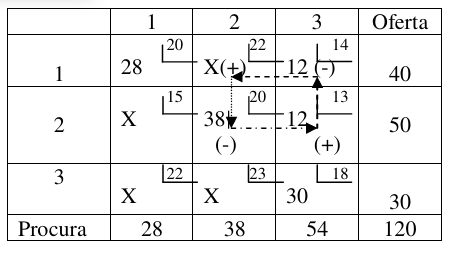 1 2 3 Oferta
20 22 14
28 X(+) 12 (-)
1 40
15 20 13
X 38 12
2 50
(-) (+)
3 22 23 18
X X 30 30
Procura 28 38 54 120